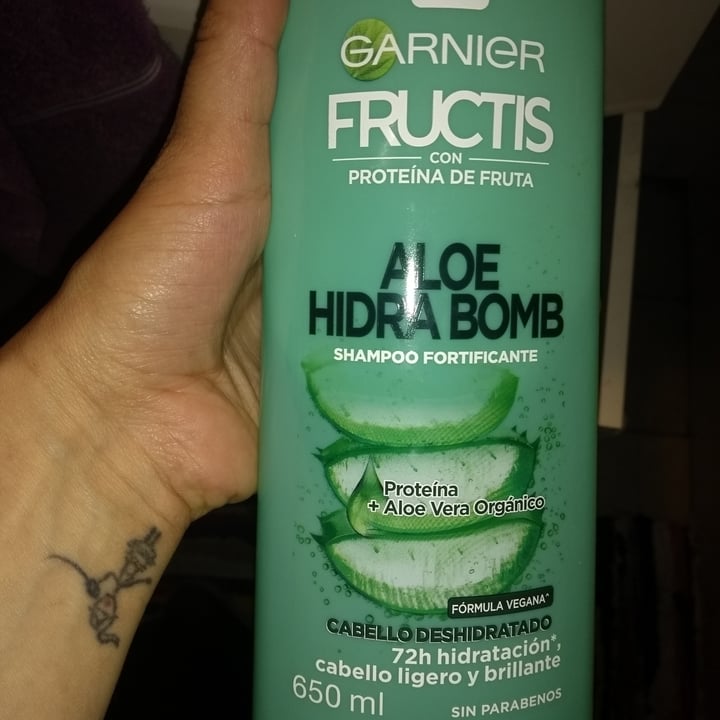 GARNIER
FRUCTIS
CON
PROTEÍNA DE FRUTA
ALOE
HIDRA BOMB
SHAMPOO FORTIFICANTE
Proteína
+ Aloe Vera Orgánico
FÓRMULA VEGANA^
CABELLO DESHIDRATADO
72h hidratación*,
cabello ligero y brillante
650 ml
SIN PARABENOS